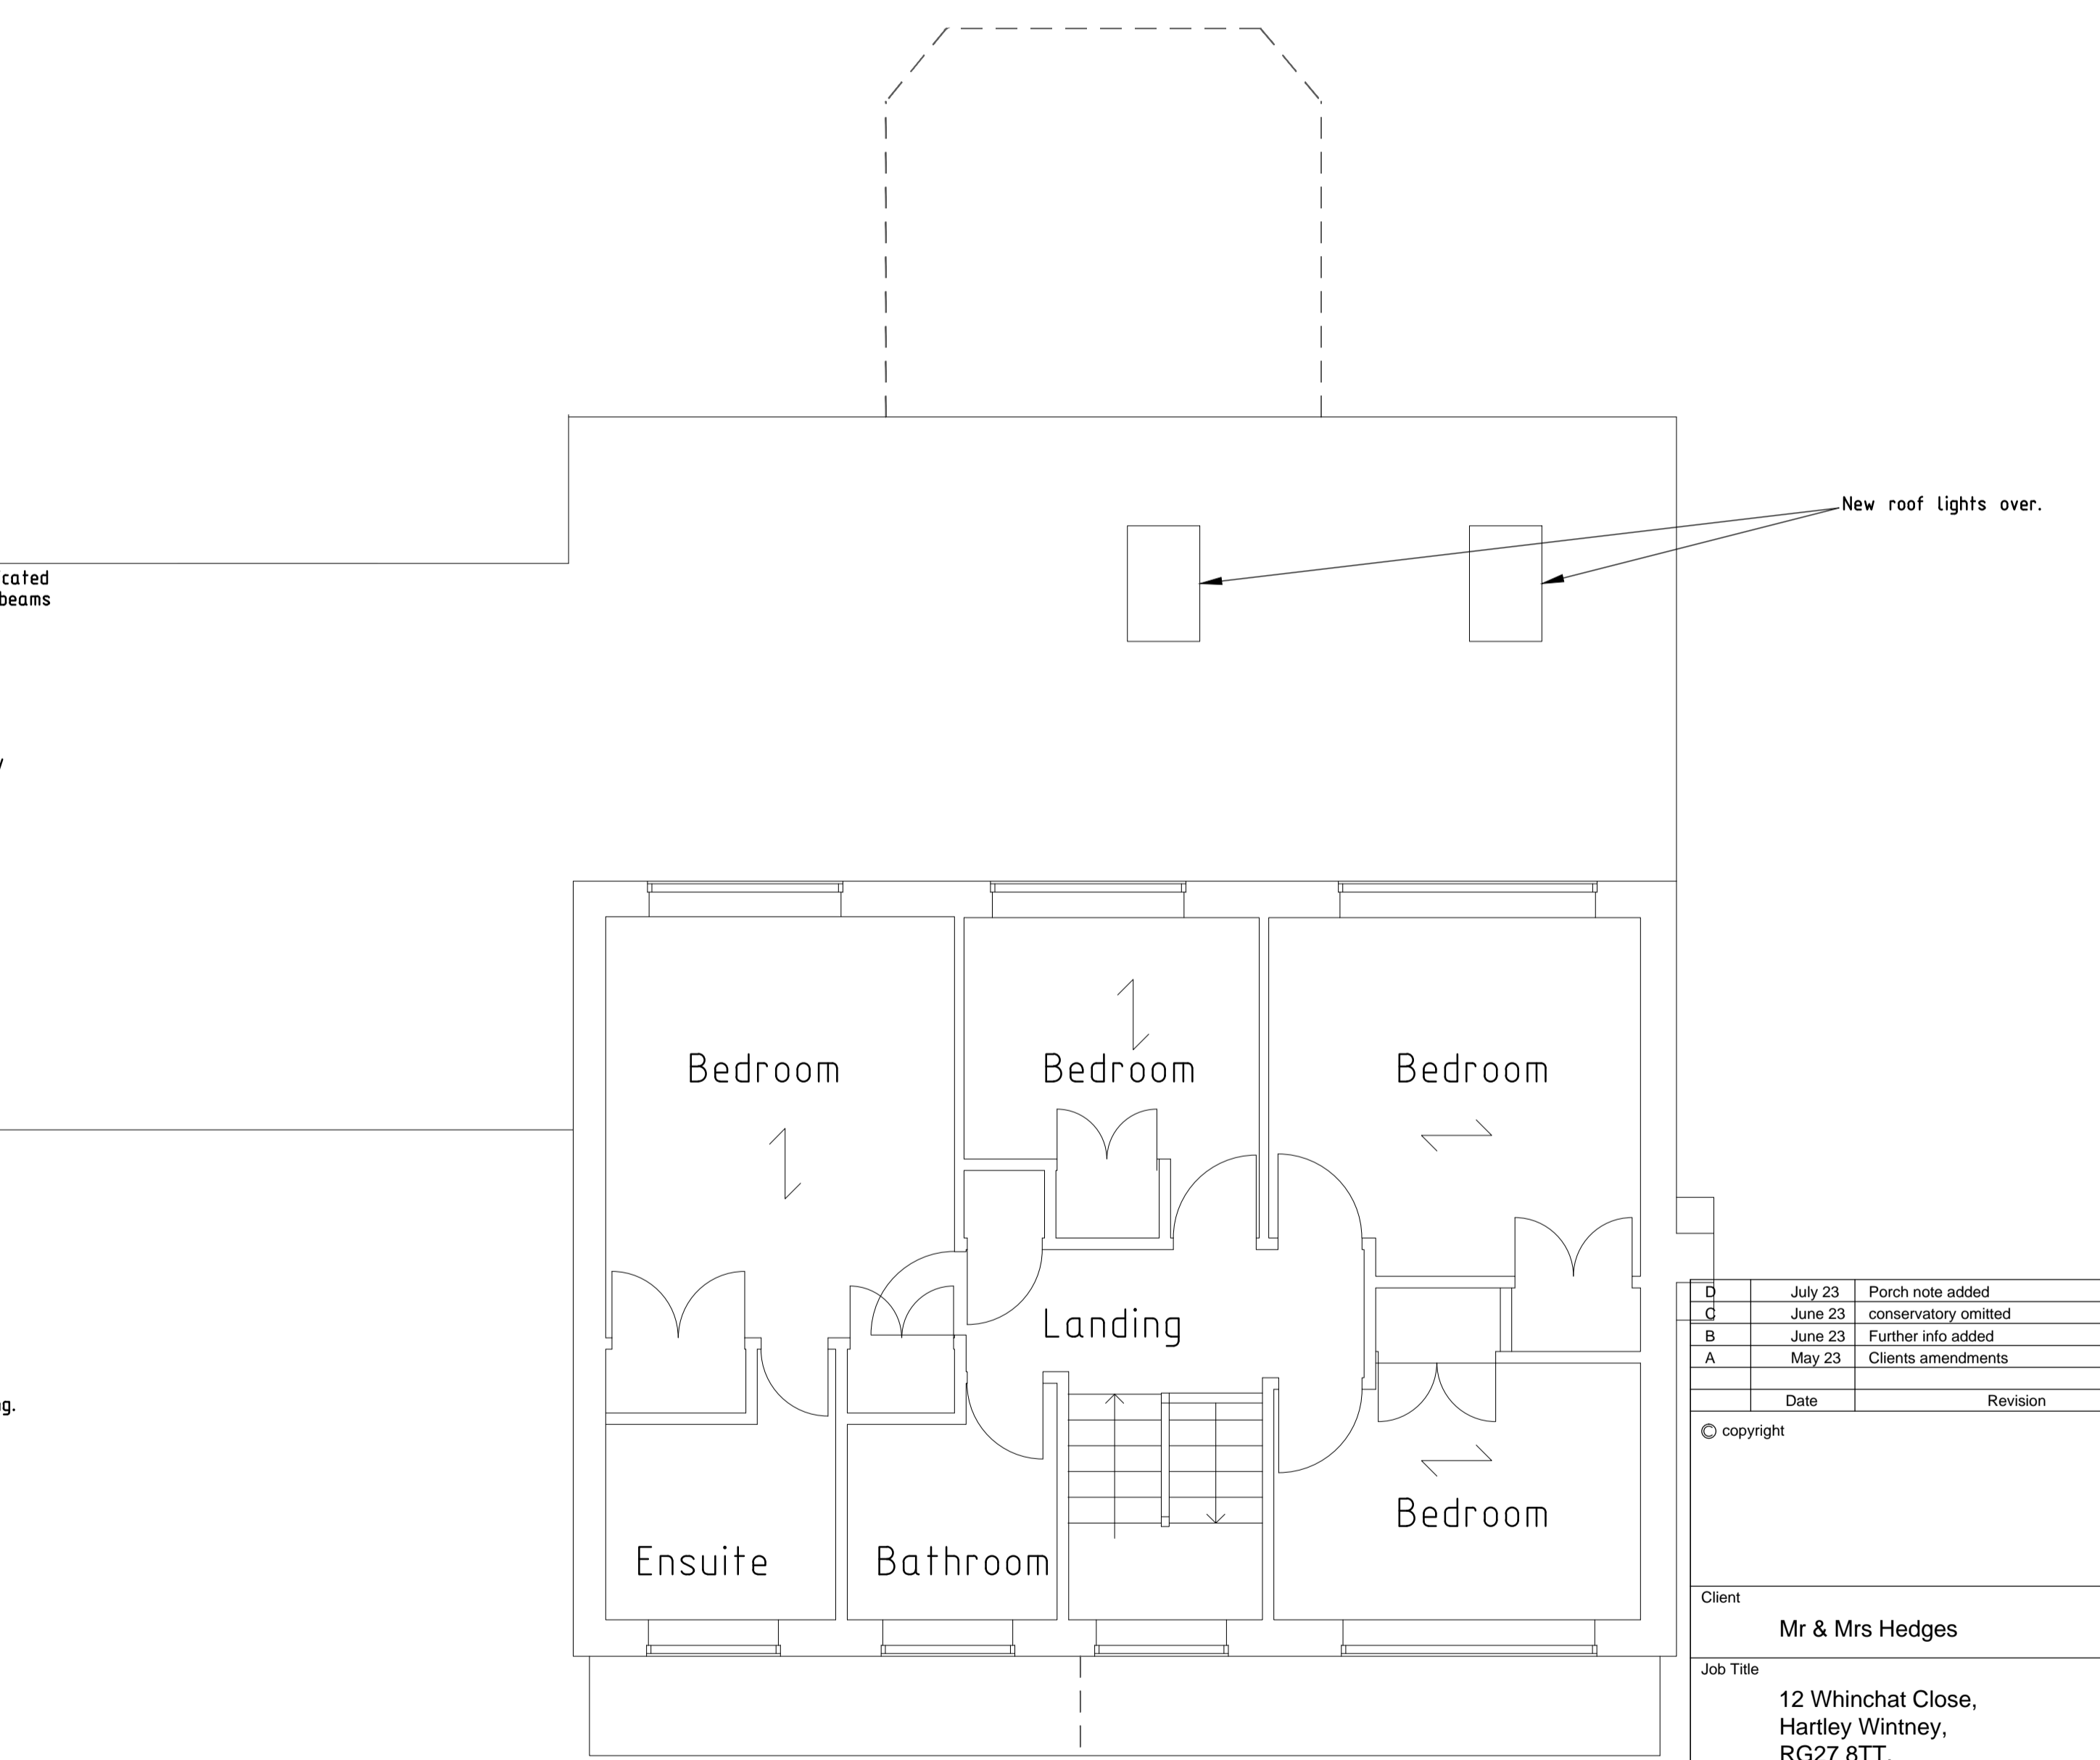 New roof lights over.
cated
beams
y
Bedroom
Bedroom
Bedroom
Landing
g.
Bedroom
Ensuite
Bathroom
D July 23 Porch note added
C June 23 conservatory omitted
B June 23 Further info added
A May 23 Clients amendments
Date Revision
© copyright
Client
Mr & Mrs Hedges
Job Title
12 Whinchat Close,
Hartley Wintney,
RG27 8TT.